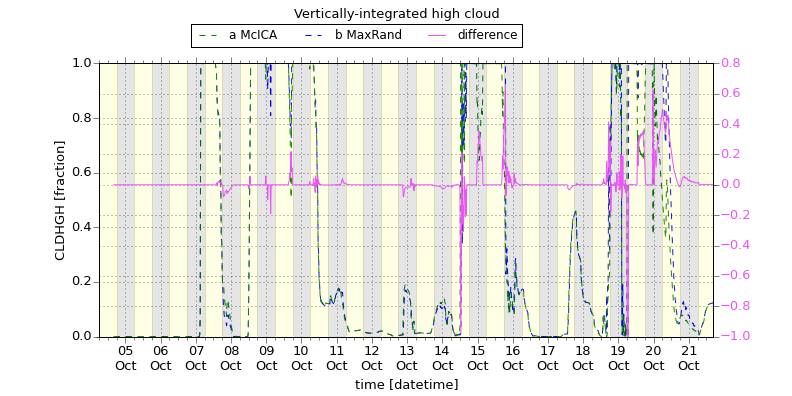 Vertically-integrated high cloud
a McICA b MaxRand difference
1.0 0.8
0.6
0.8 0.4
0.2
0.6 0.0
−0.2
0.4 −0.4
−0.6
0.2 −0.8
0.0 −1.0
CLDHGH [fraction]
05 06 07 08 09 10 11 12 13 14 15 16 17 18 19 20 21
Oct Oct Oct Oct Oct Oct Oct Oct Oct Oct Oct Oct Oct Oct Oct Oct Oct
time [datetime]